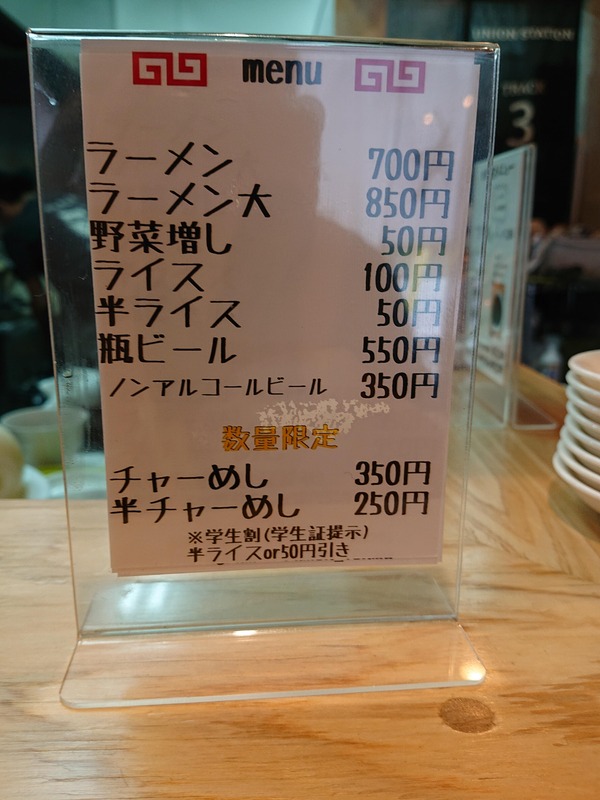 menu
ラーメン 700円
ラーメン大 850円
野菜増し 50円
ライス 100円
半ライス 50円
瓶ビール 550円
ノンアルコールビール 350円
数量限定
チャーめし 350円
半チャーめし 250円
※学生割(学生証提示)
半ライスor50円引き
UNION STATION
TRACK
3